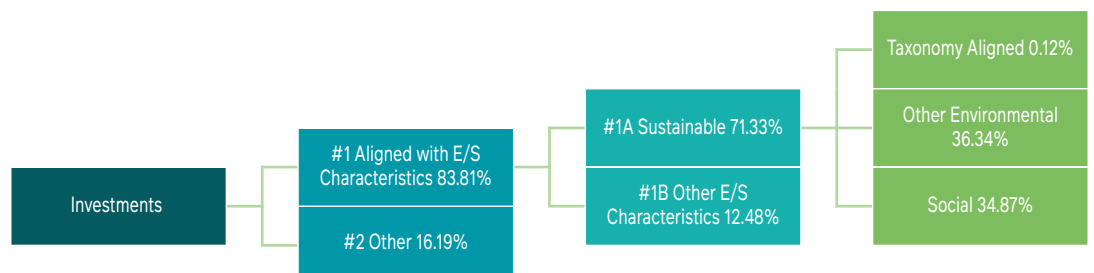 Investments
#1 Aligned with E/S
Characteristics 83.81%
#2 Other 16.19%
#1A Sustainable 71.33%
#1B Other E/S
Characteristics 12.48%
Taxonomy Aligned 0.12%
Other Environmental
36.34%
Social 34.87%